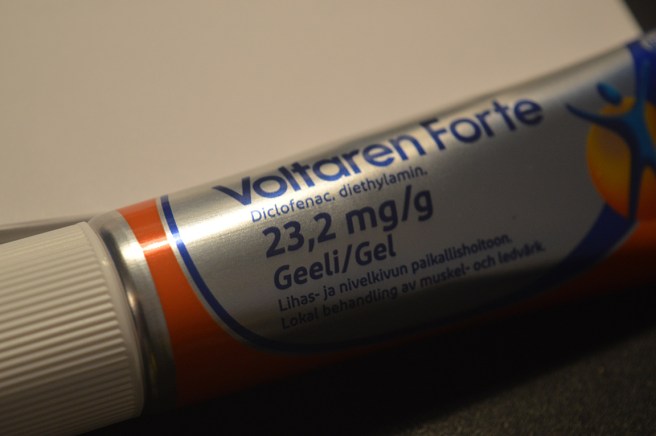 Voltaren Forte
Diclofenac. diethylamin.
23,2 mg/g
Geeli/Gel
Lihas- ja nivelkivun paikallishoitoon.
Lokal behandling av muskel- och ledvärk.